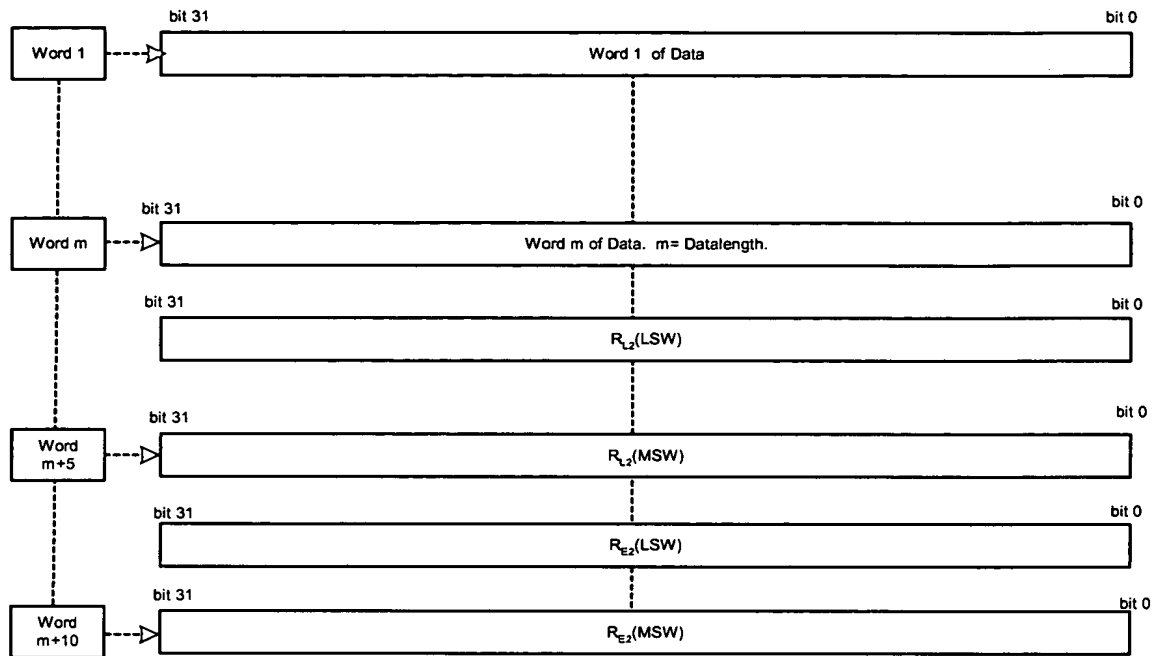 bit 31 bit 0
Word 1 Word 1 of Data
bit 31 bit 0
Word m Word m of Data. m= Datalength.
bit 31 bit 0
R_L2(LSW)
bit 31 bit 0
Word
m+5 R_L2(MSW)
bit 31 bit 0
R_E2(LSW)
bit 31 bit 0
Word
m+10 R_E2(MSW)